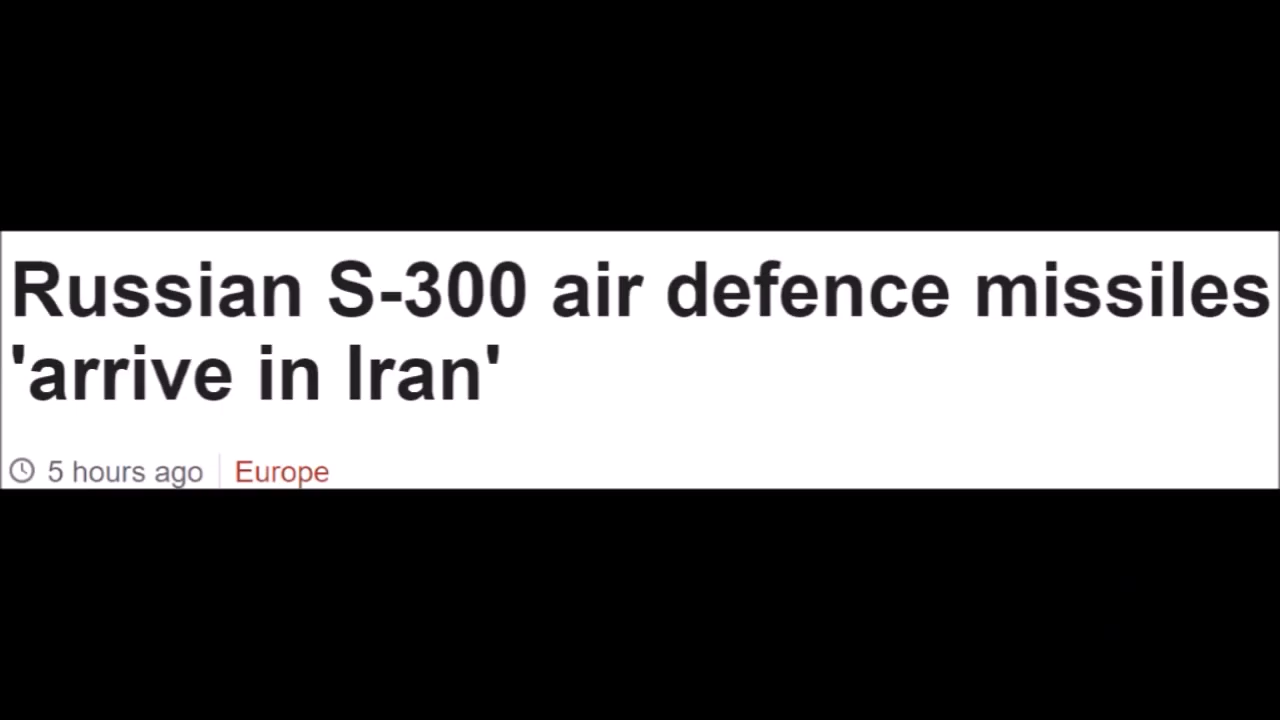 Russian S-300 air defence missiles
'arrive in Iran'
5 hours ago Europe